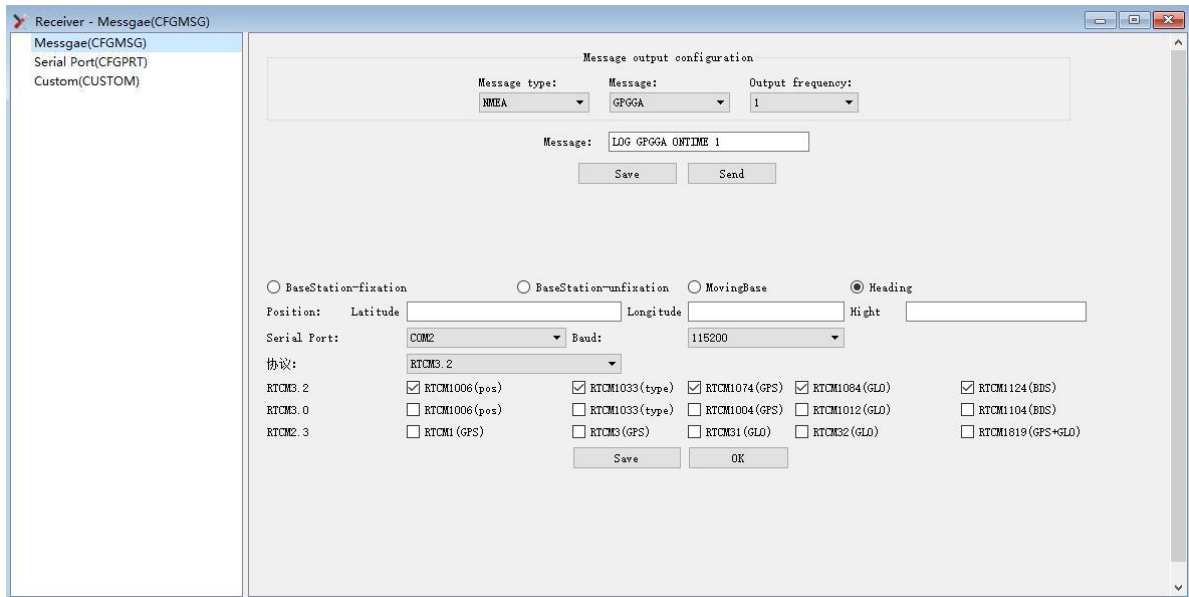 Receiver - Messgae(CFGMSG)
Messgae(CFGMSG)
Serial Port(CFGPRT)
Custom(CUSTOM)
Message output configuration
Message type: Message: Output frequency:
NMEA GPGGA 1
Message: LOG GPGGA ONTIME 1
Save Send
BaseStation-fixation BaseStation-unfixation MovingBase Heading
Position: Latitude Longitude Hight
Serial Port: COM2 Baud: 115200
协议: RTCM3.2
RTCM3.2 RTCM1006(pos) RTCM1033(type) RTCM1074(GPS) RTCM1084(GLO) RTCM1124(BDS)
RTCM3.0 RTCM1006(pos) RTCM1033(type) RTCM1004(GPS) RTCM1012(GLO) RTCM1104(BDS)
RTCM2.3 RTCM1(GPS) RTCM3(GPS) RTCM31(GLO) RTCM32(GLO) RTCM1819(GPS+GLO)
Save OK